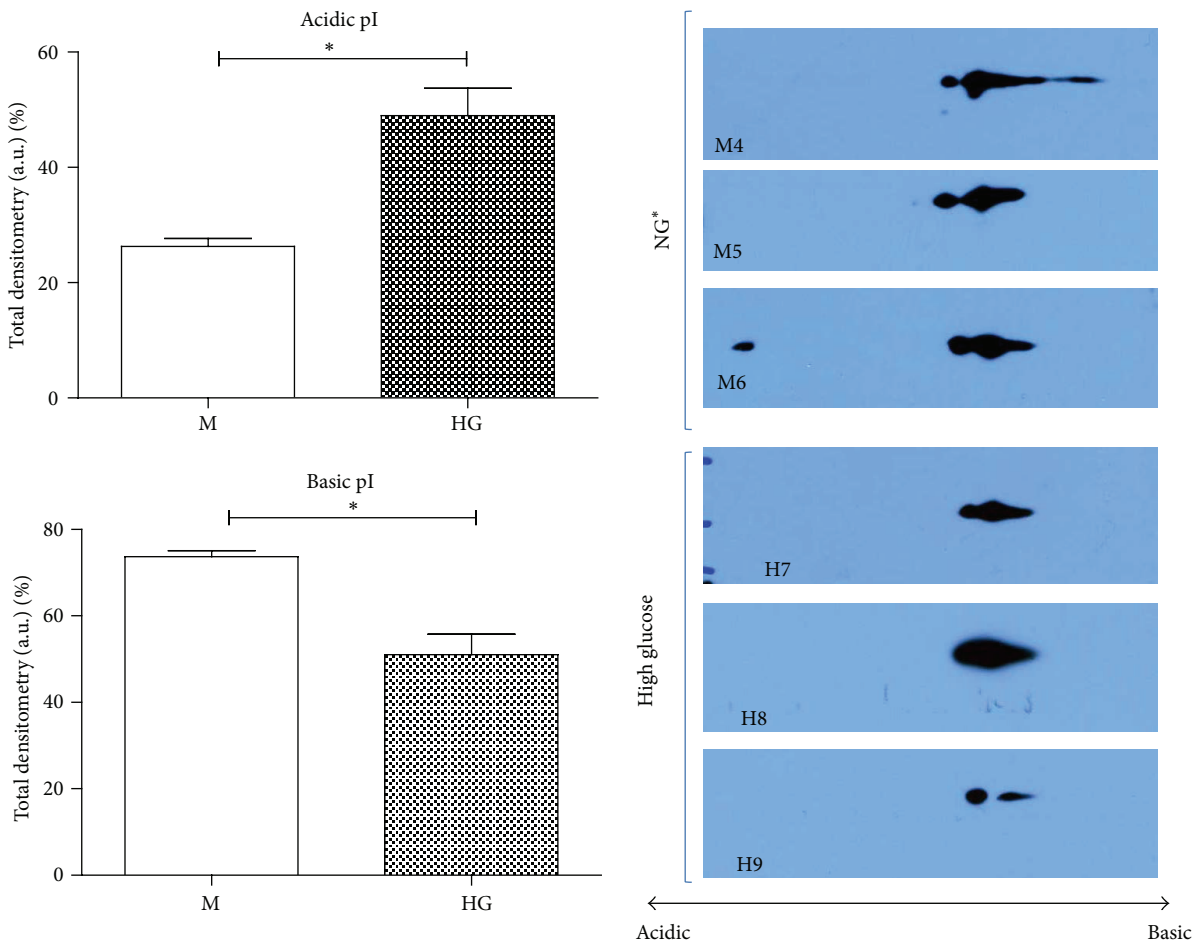 Acidic pI
*
60
40
20
0
Total densitometry (a.u.) (%)
M HG
Basic pI
*
80
60
40
20
0
Total densitometry (a.u.) (%)
M HG
NG*
M4
M5
M6
High glucose
H7
H8
H9
Acidic Basic